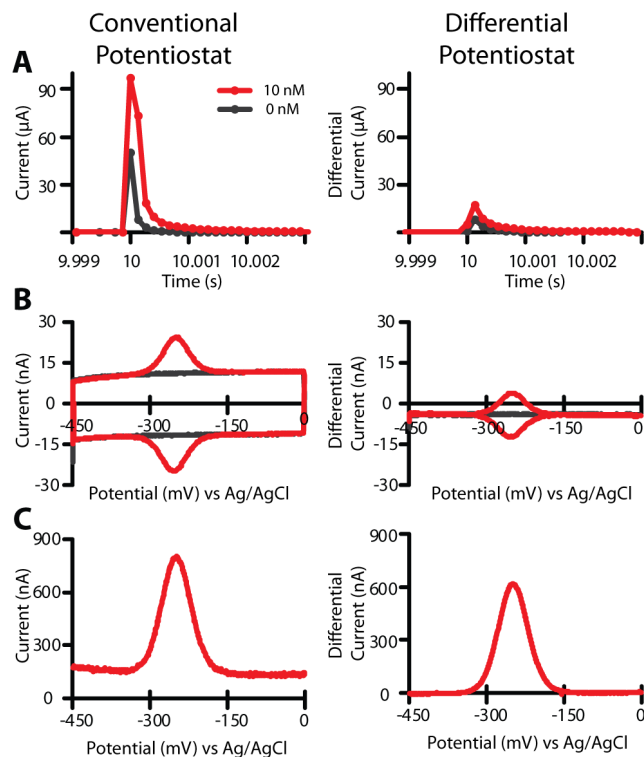 Conventional
Potentiostat
Differential
Potentiostat
A
Current (µA)
90
60
30
10 nM
0 nM
9.999
10
10.001
10.002
Time (s)
Differential
Current (µA)
90
60
30
9.999
10
10.001
10.002
Time (s)
B
Current (nA)
30
15
0
-15
-30
-450
-300
-150
0
Potential (mV) vs Ag/AgCl
Differential
Current (nA)
30
15
0
-15
-30
-450
-300
-150
0
Potential (mV) vs Ag/AgCl
C
Current (nA)
900
600
300
0
-450
-300
-150
0
Potential (mV) vs Ag/AgCl
Differential
Current (nA)
900
600
300
0
-450
-300
-150
0
Potential (mV) vs Ag/AgCl